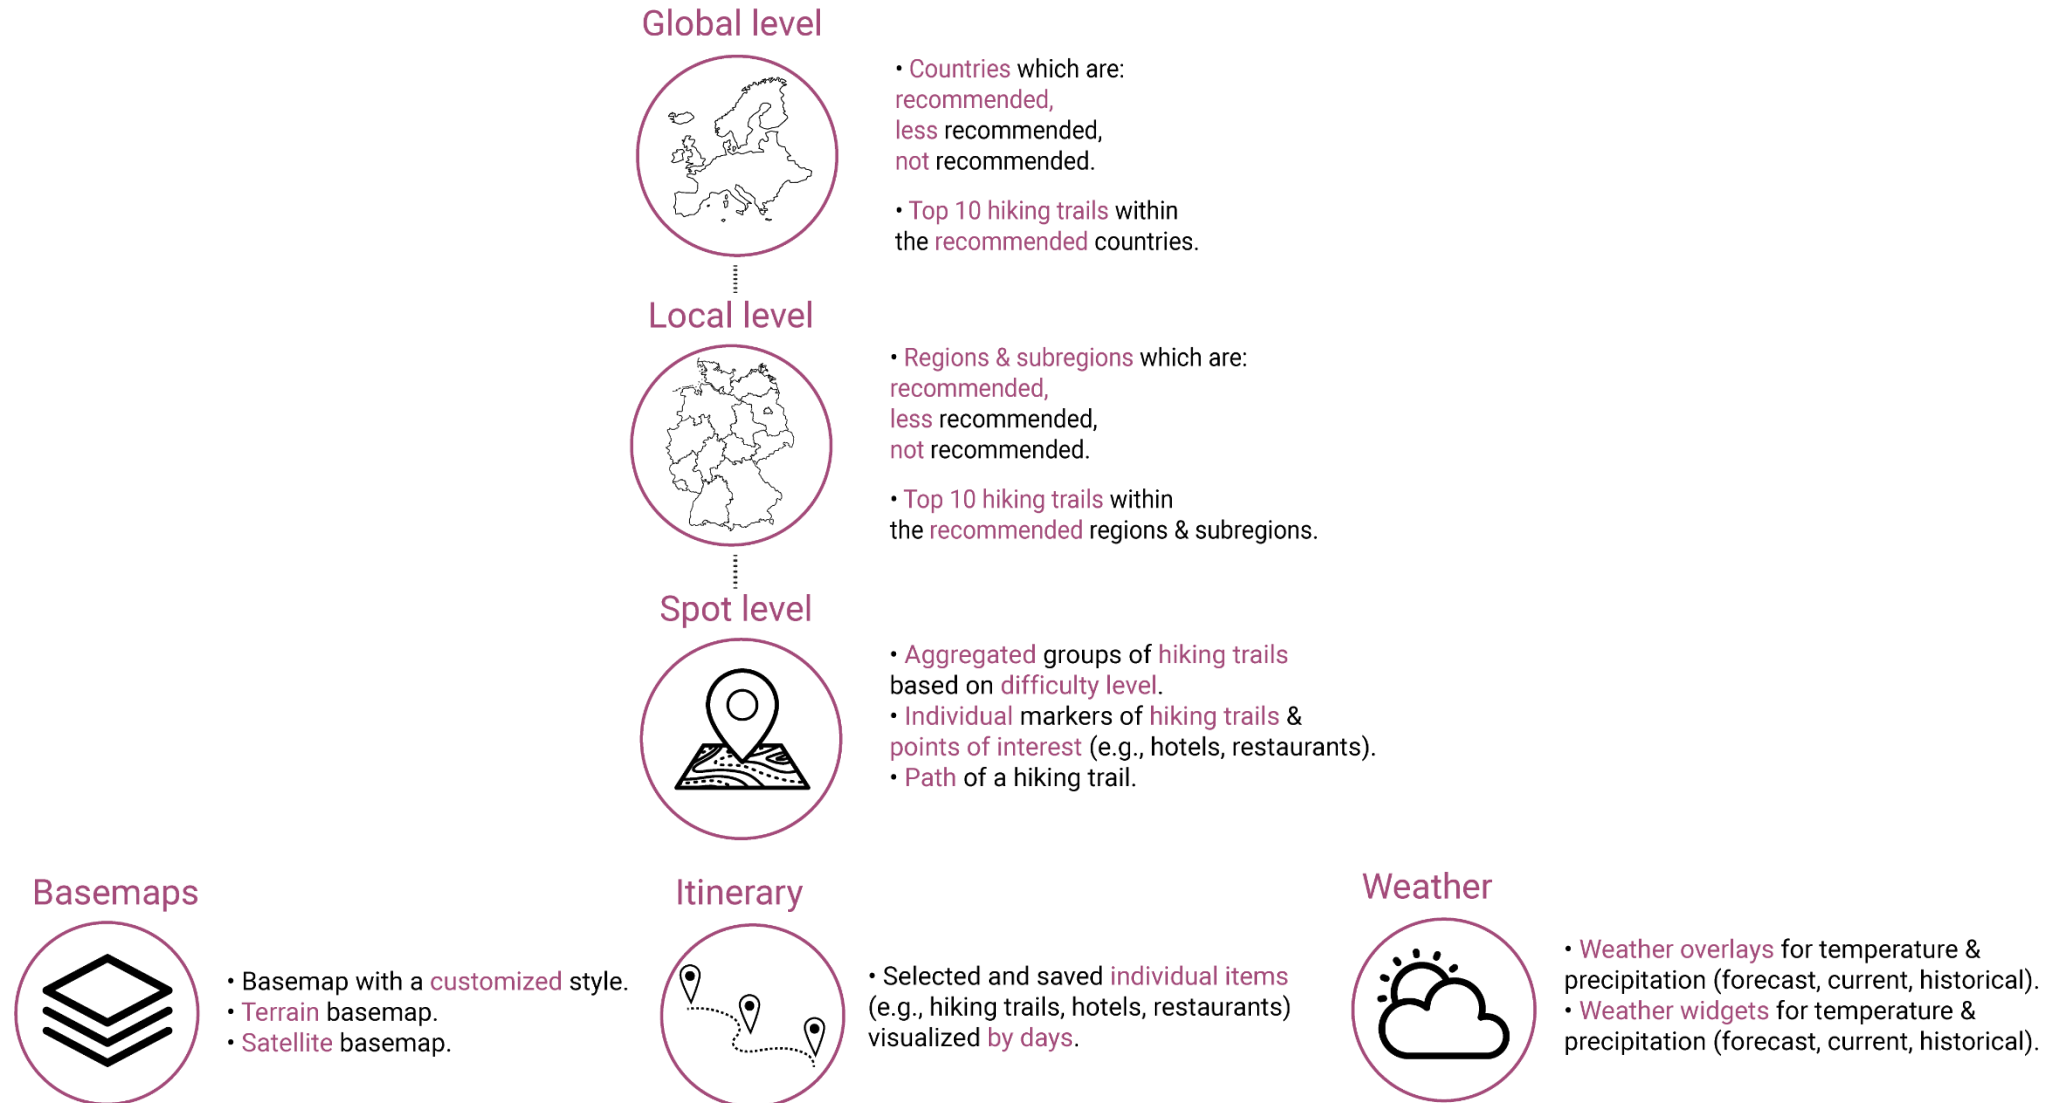 Global level
• Countries which are:
recommended,
less recommended,
not recommended.
• Top 10 hiking trails within
the recommended countries.
Local level
• Regions & subregions which are:
recommended,
less recommended,
not recommended.
• Top 10 hiking trails within
the recommended regions & subregions.
Spot level
• Aggregated groups of hiking trails
based on difficulty level.
• Individual markers of hiking trails &
points of interest (e.g., hotels, restaurants).
• Path of a hiking trail.
Basemaps
• Basemap with a customized style.
• Terrain basemap.
• Satellite basemap.
Itinerary
• Selected and saved individual items
(e.g., hiking trails, hotels, restaurants)
visualized by days.
Weather
• Weather overlays for temperature &
precipitation (forecast, current, historical).
• Weather widgets for temperature &
precipitation (forecast, current, historical).